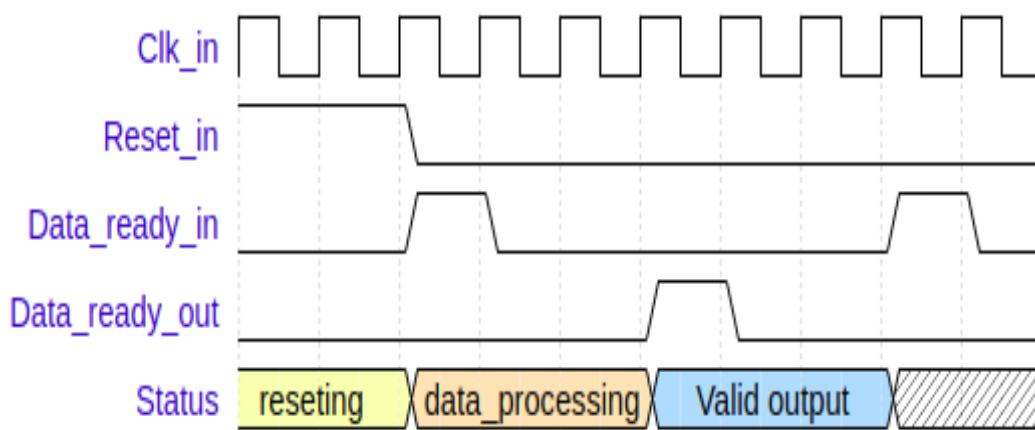 Clk_in
Reset_in
Data_ready_in
Data_ready_out
Status reseting data_processing Valid output